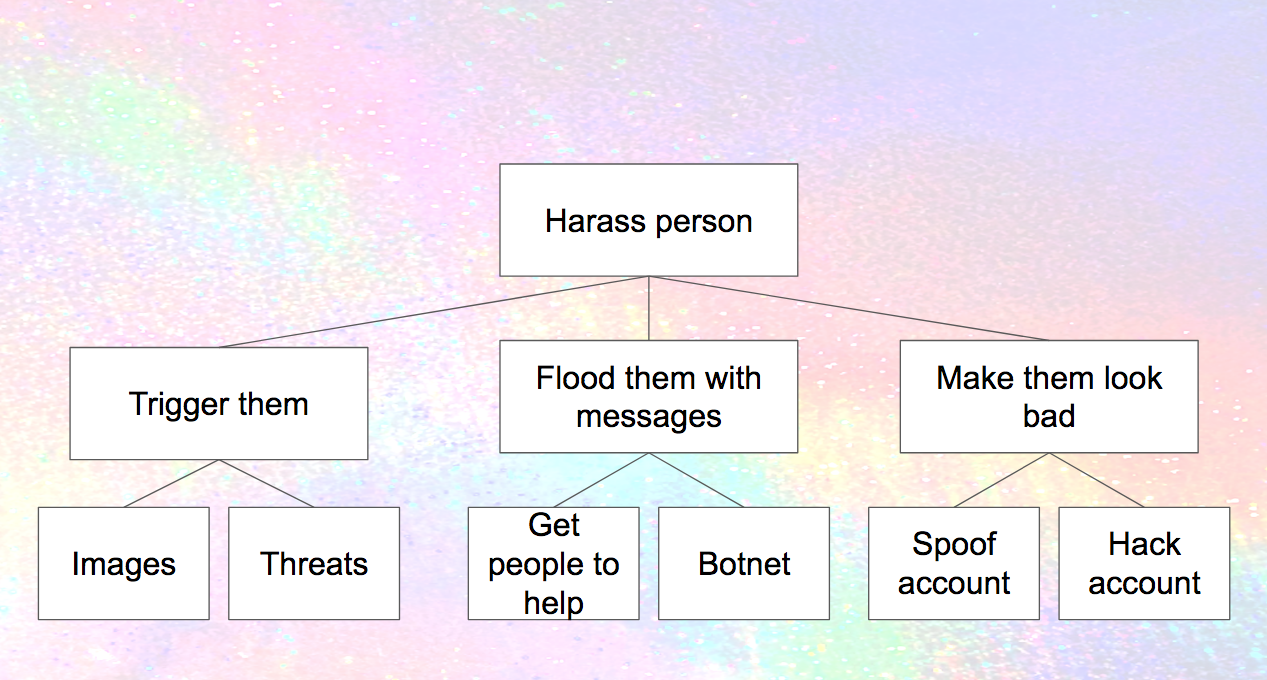 Harass person
Trigger them
Flood them with
messages
Make them look
bad
Images
Threats
Get
people to
help
Botnet
Spoof
account
Hack
account